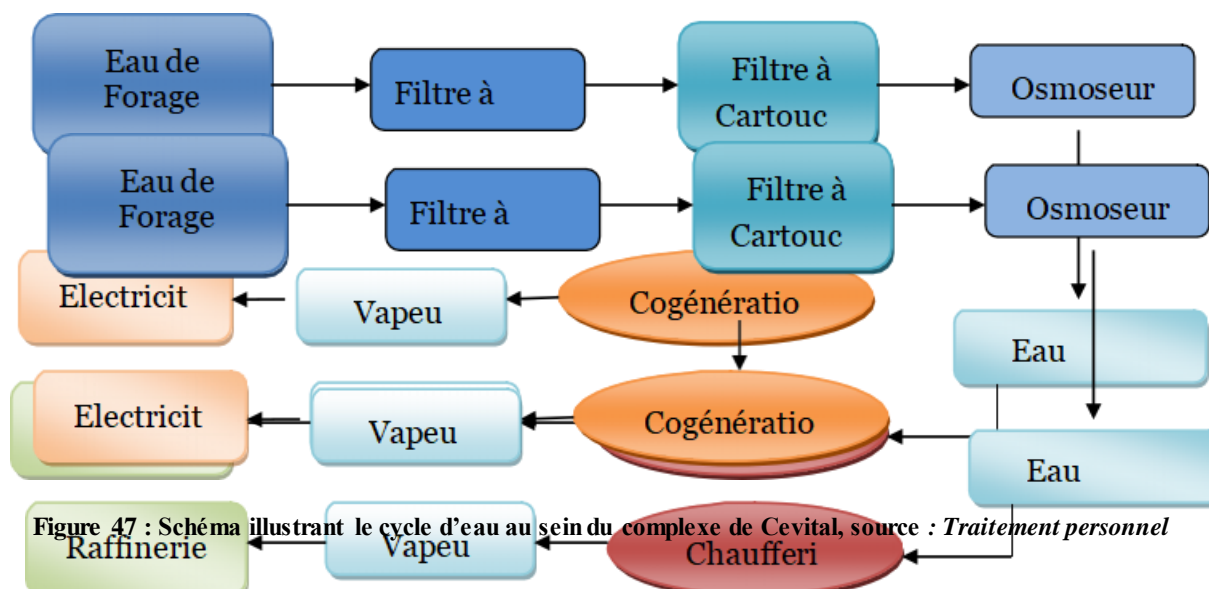 Eau de
Forage
Filtre à
Filtre à
Cartouc
Osmoseur
Eau de
Forage
Filtre à
Filtre à
Cartouc
Osmoseur
Electricit
Vapeu
Cogénératio
Eau
Electricit
Vapeu
Cogénératio
Eau
Figure 47 : Schéma illustrant le cycle d'eau au sein du complexe de Cevital, source : Traitement personnel
Raffinerie
Vapeu
Chaufferi